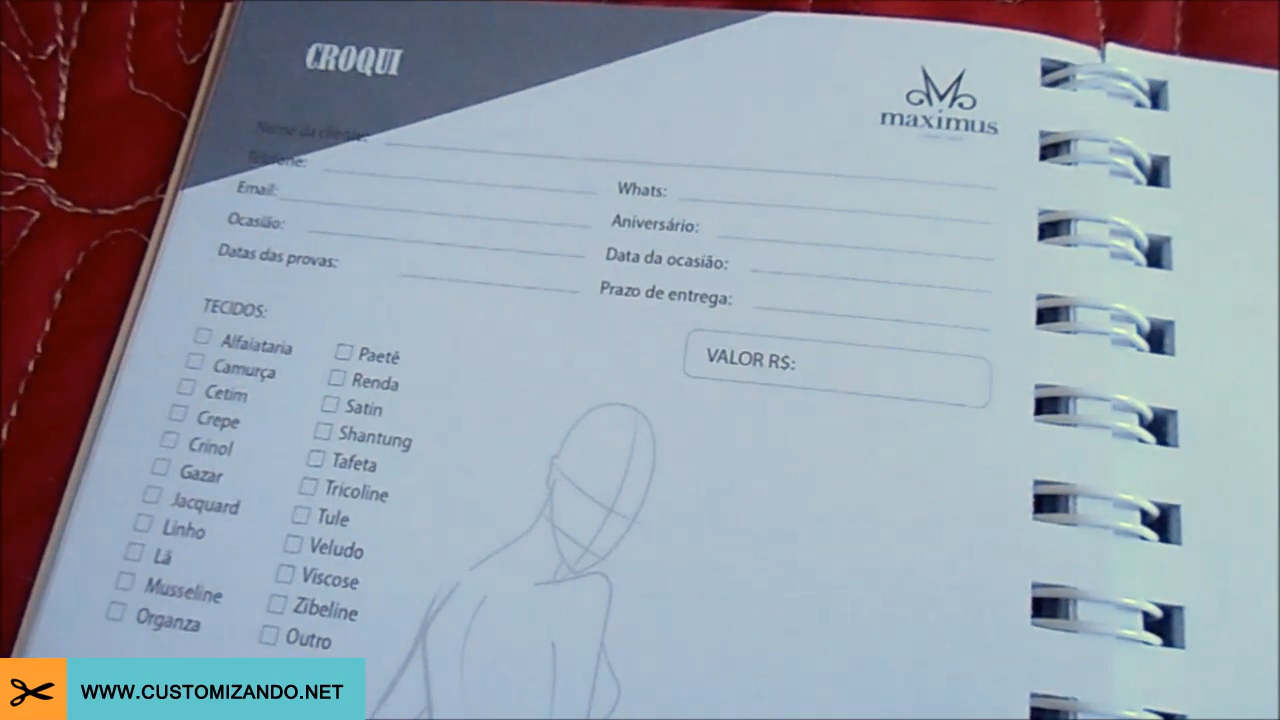 CROQUI
maximus
Nome da cliente:
Telefone:
Whats:
Email:
Aniversário:
Ocasião:
Data da ocasião:
Datas das provas:
Prazo de entrega:
TECIDOS:
VALOR R$:
Alfaiataria
Camurça
Cetim
Crepe
Crinol
Gazar
Jacquard
Linho
Lã
Musseline
Organza
Paetê
Renda
Satin
Shantung
Tafeta
Tricoline
Tule
Veludo
Viscose
Zibeline
Outro
WWW.CUSTOMIZANDO.NET